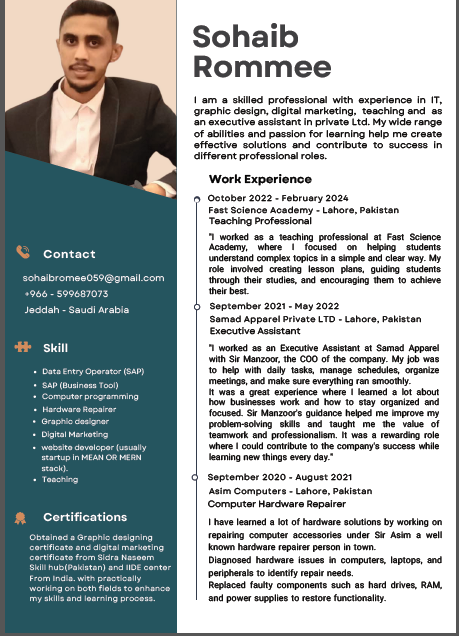 Sohaib
Rommee
I am a skilled professional with experience in IT,
graphic design, digital marketing, teaching and as
an executive assistant in private Ltd. My wide range
of abilities and passion for learning help me create
effective solutions and contribute to success in
different professional roles.
Work Experience
October 2022 - February 2024
Fast Science Academy - Lahore, Pakistan
Teaching Professional
"I worked as a teaching professional at Fast Science
Academy, where I focused on helping students
understand complex topics in a simple and clear way. My
role involved creating lesson plans, guiding students
through their studies, and encouraging them to achieve
their best.
September 2021 - May 2022
Samad Apparel Private LTD - Lahore, Pakistan
Executive Assistant
"I worked as an Executive Assistant at Samad Apparel
with Sir Manzoor, the COO of the company. My job was
to help with daily tasks, manage schedules, organize
meetings, and make sure everything ran smoothly.
It was a great experience where I learned a lot about
how businesses work and how to stay organized and
focused. Sir Manzoor's guidance helped me improve my
problem-solving skills and taught me the value of
teamwork and professionalism. It was a rewarding role
where I could contribute to the company's success while
learning new things every day."
September 2020 - August 2021
Asim Computers - Lahore, Pakistan
Computer Hardware Repairer
I have learned a lot of hardware solutions by working on
repairing computer accessories under Sir Asim a well
known hardware repairer person in town.
Diagnosed hardware issues in computers, laptops, and
peripherals to identify repair needs.
Replaced faulty components such as hard drives, RAM,
and power supplies to restore functionality.
Contact
sohaibromee059@gmail.com
+966 - 599687073
Jeddah - Saudi Arabia
Skill
• Data Entry Operator (SAP)
• SAP (Business Tool)
• Computer programming
• Hardware Repairer
• Graphic designer
• Digital Marketing
• website developer (usually
startup in MEAN OR MERN
stack).
• Teaching
Certifications
Obtained a Graphic designing
certificate and digital marketing
certificate from Sidra Naseem
Skill hub(Pakistan) and IIDE center
From India. with practically
working on both fields to enhance
my skills and learning process.